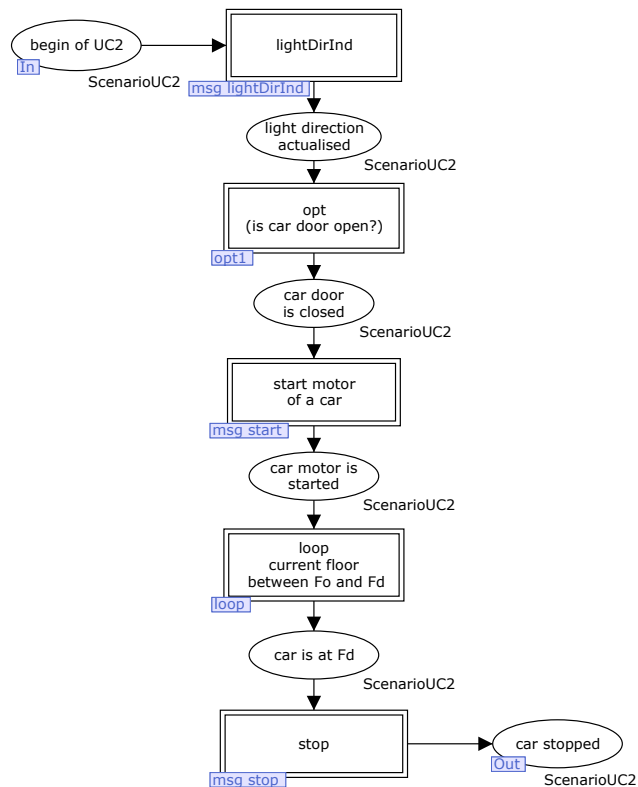 begin of UC2
In
ScenarioUC2
lightDirInd
msg lightDirInd
light direction
actualised
ScenarioUC2
opt
(is car door open?)
opt1
car door
is closed
ScenarioUC2
start motor
of a car
msg start
car motor is
started
ScenarioUC2
loop
current floor
between Fo and Fd
loop
car is at Fd
ScenarioUC2
stop
msg stop
car stopped
Out
ScenarioUC2